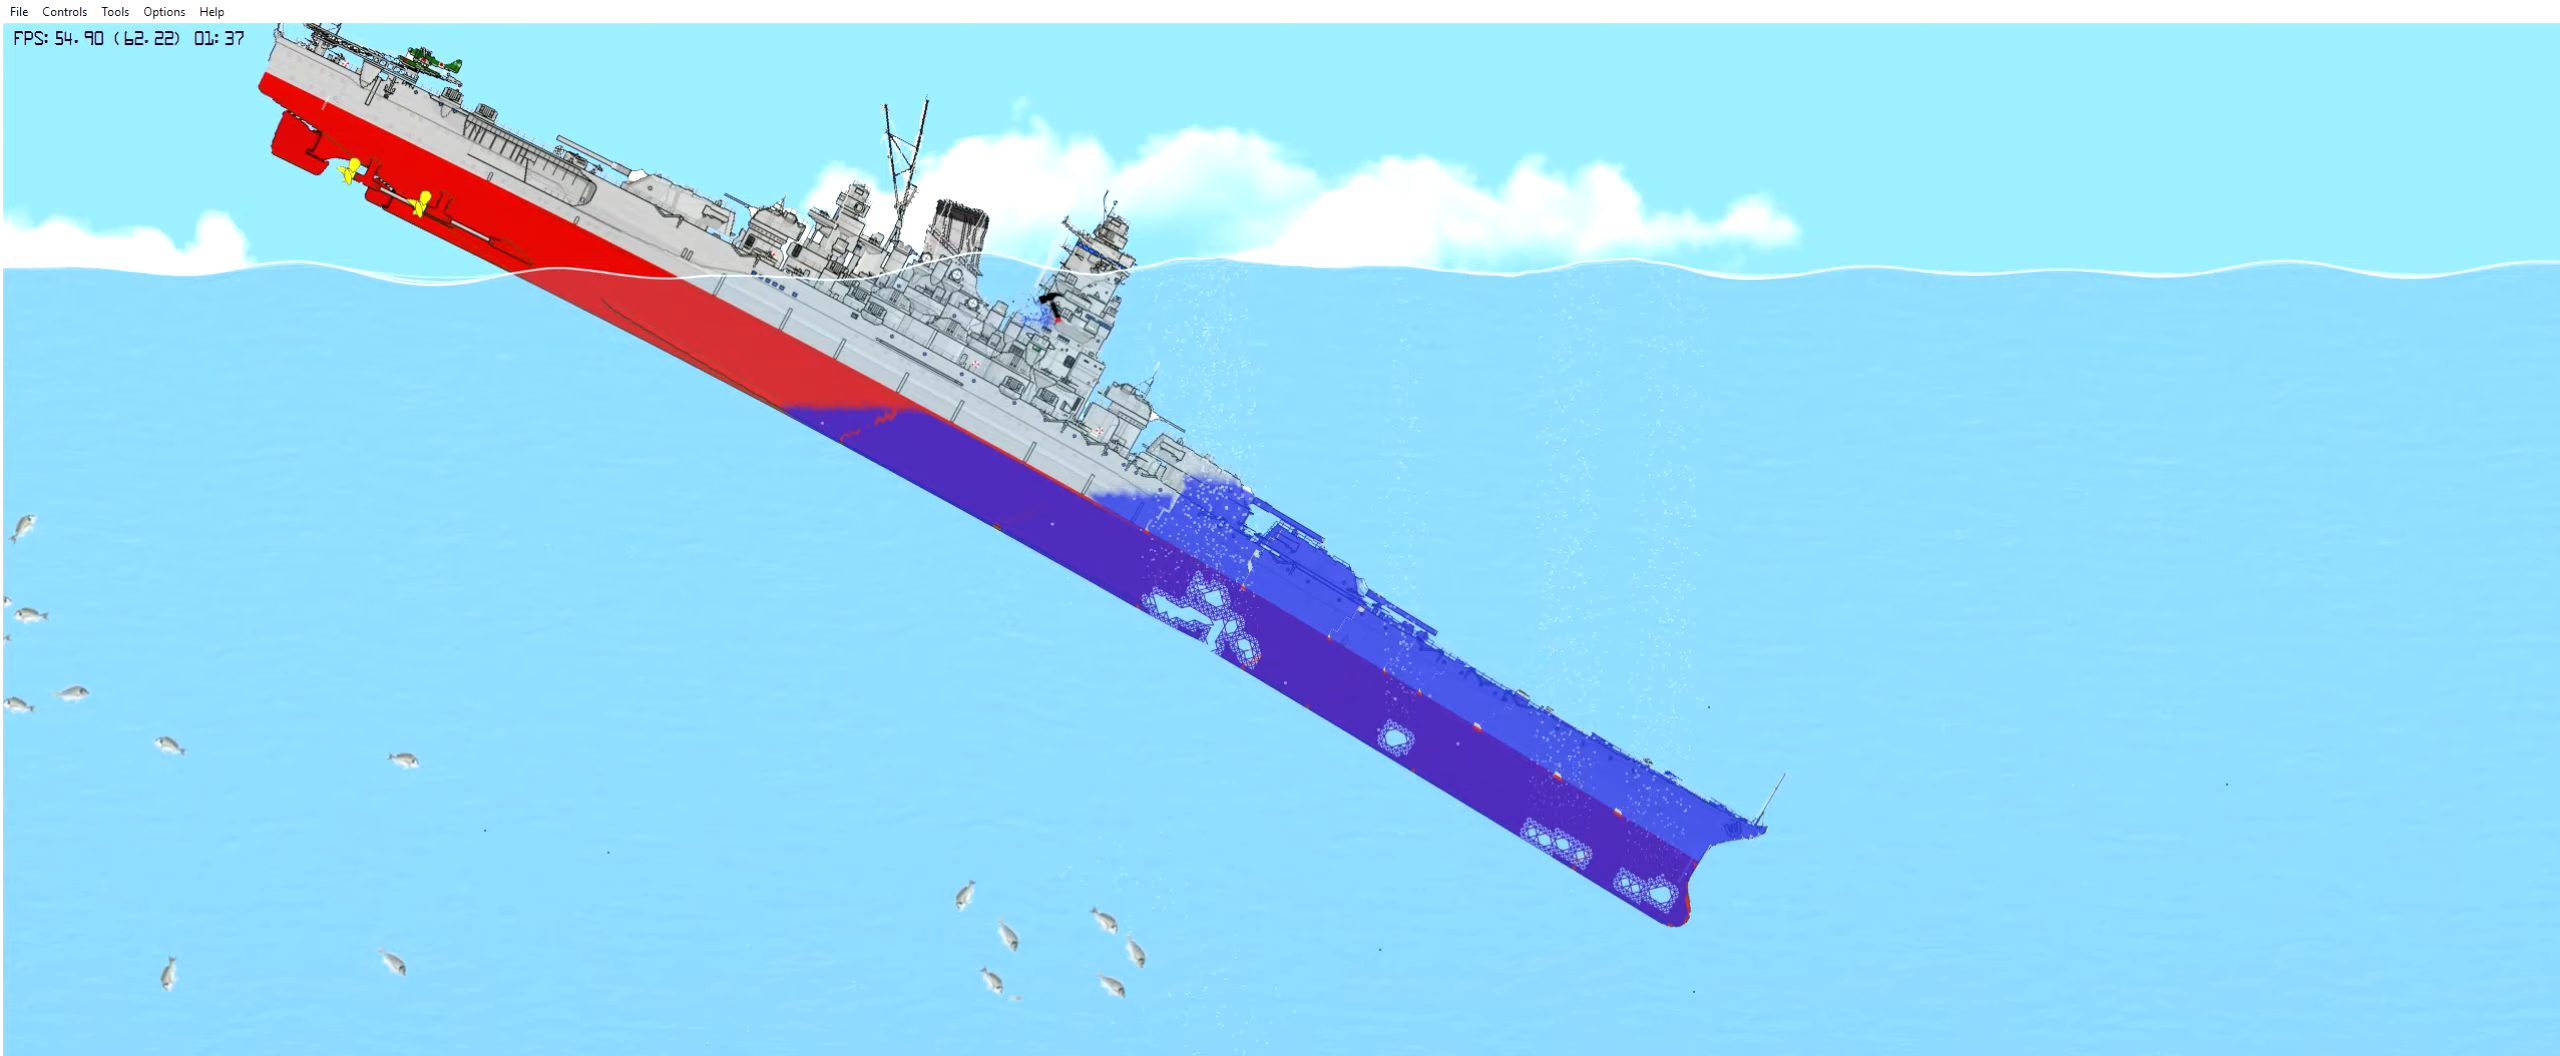 File Controls Tools Options Help
FPS: 54.90 (62.22) 01:37